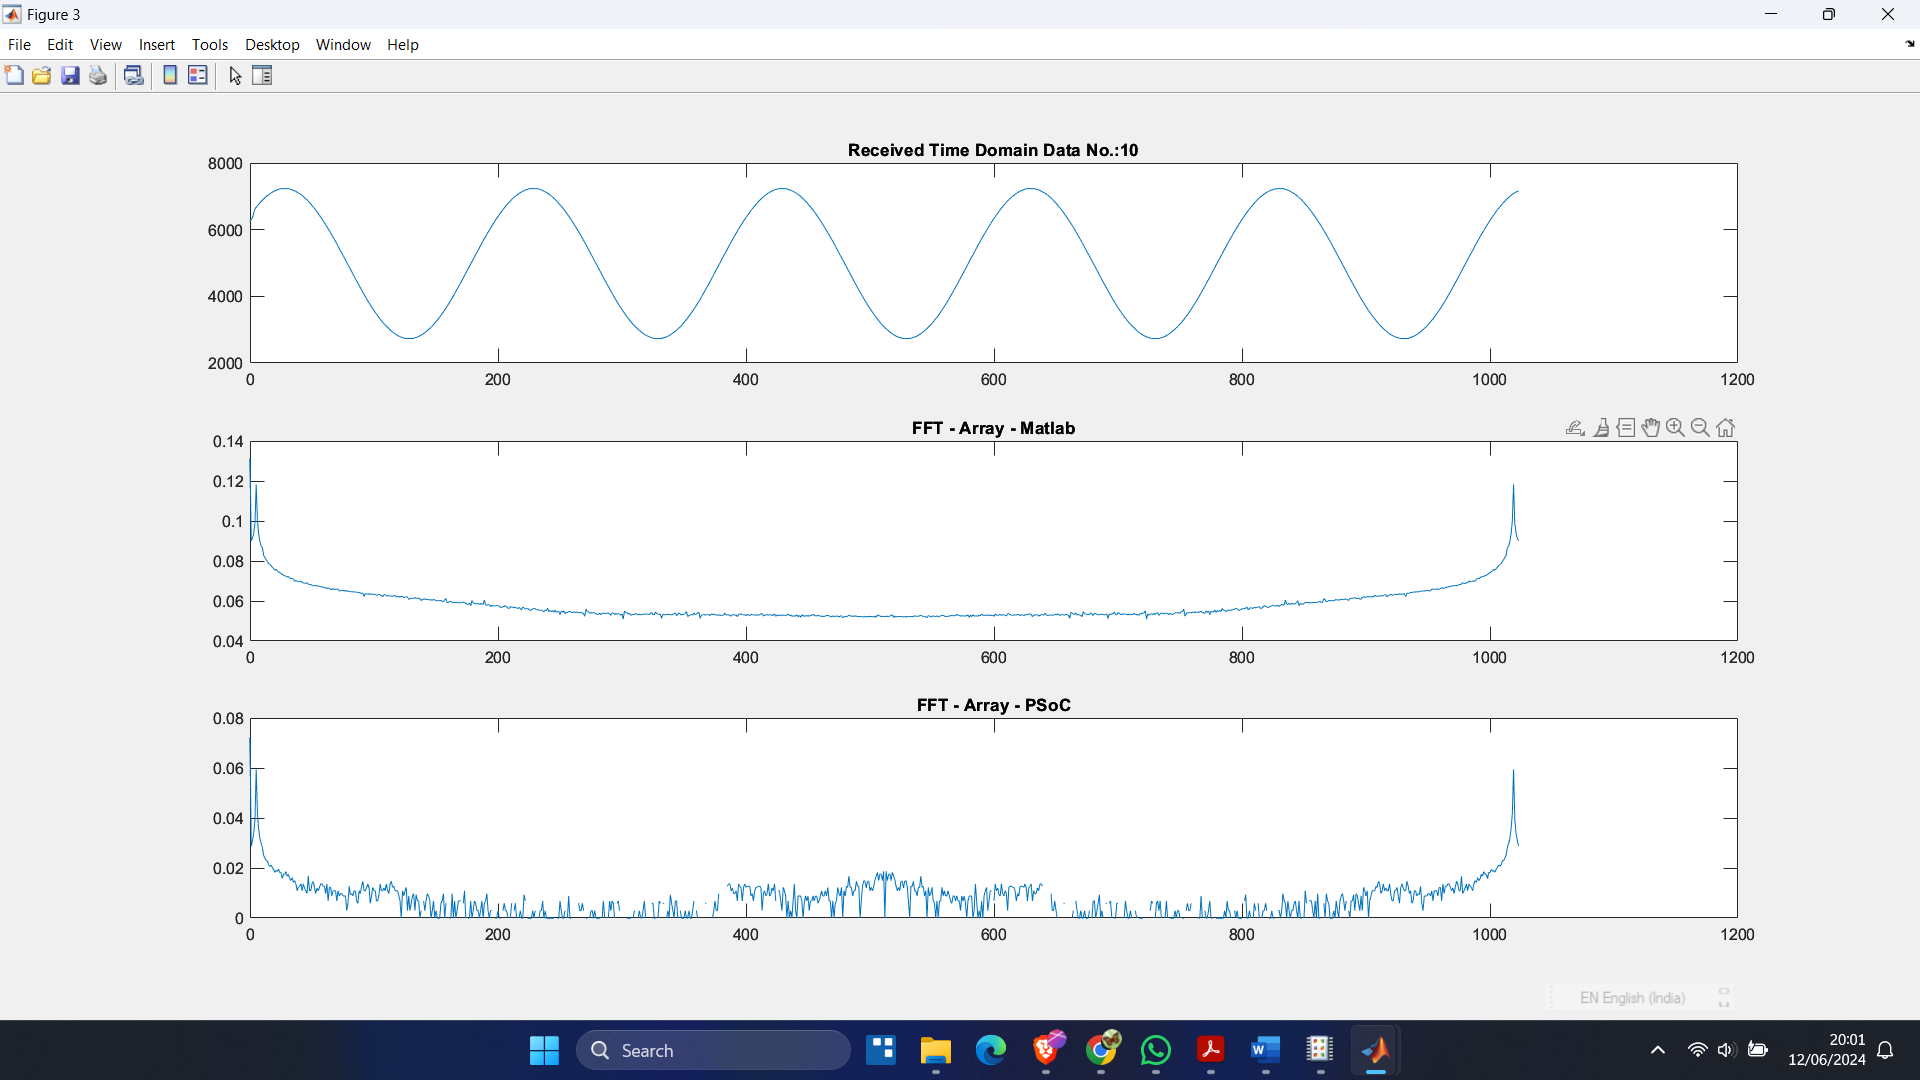 Figure 3
File Edit View Insert Tools Desktop Window Help
Received Time Domain Data No.:10
8000
6000
4000
2000
0 200 400 600 800 1000 1200
FFT - Array - Matlab
0.14
0.12
0.1
0.08
0.06
0.04
0 200 400 600 800 1000 1200
FFT - Array - PSoC
0.08
0.06
0.04
0.02
0
0 200 400 600 800 1000 1200
EN English (India)
Search
20:01
12/06/2024